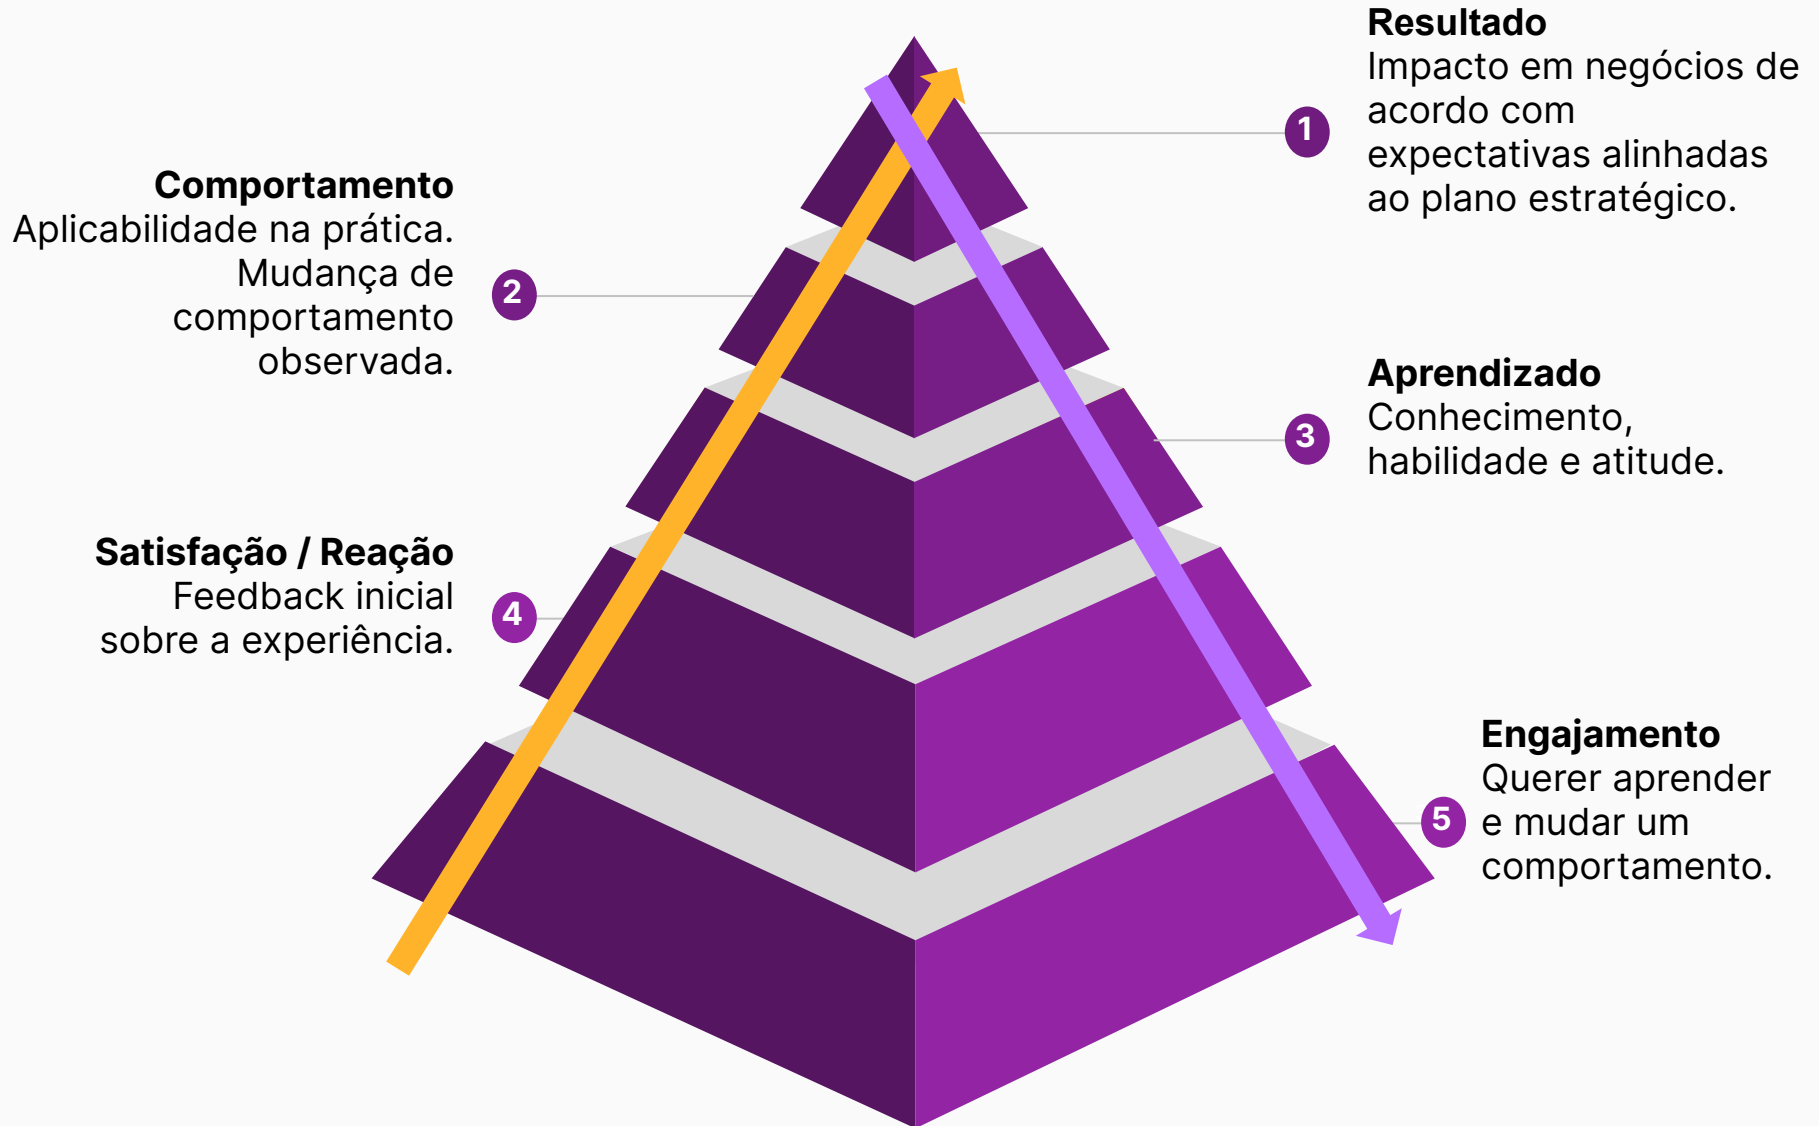 Resultado
Impacto em negócios de
acordo com
expectativas alinhadas
ao plano estratégico.
1
Comportamento
Aplicabilidade na prática.
Mudança de
comportamento
observada.
2
Aprendizado
Conhecimento,
habilidade e atitude.
3
Satisfação / Reação
Feedback inicial
sobre a experiência.
4
Engajamento
Querer aprender
e mudar um
comportamento.
5